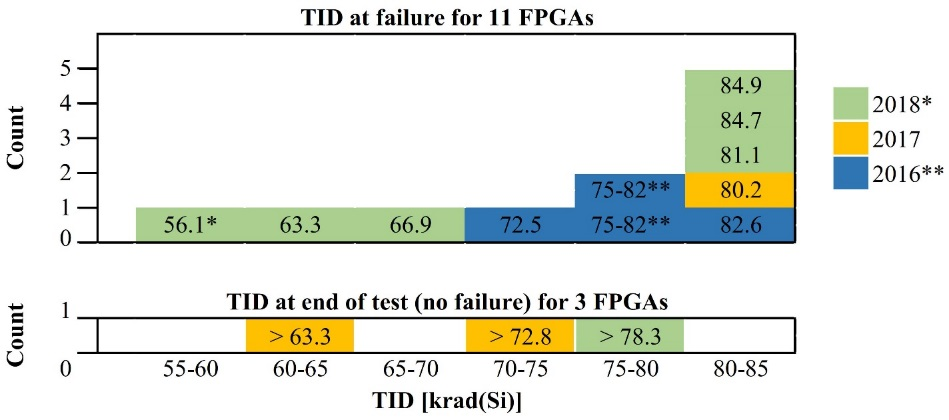 TID at failure for 11 FPGAs
Count
5
4
3
2
1
0
84.9
84.7
81.1
75-82** 80.2
56.1* 63.3 66.9 72.5 75-82** 82.6
2018*
2017
2016**
TID at end of test (no failure) for 3 FPGAs
Count
1
0
> 63.3 > 72.8 > 78.3
55-60 60-65 65-70 70-75 75-80 80-85
TID [krad(Si)]